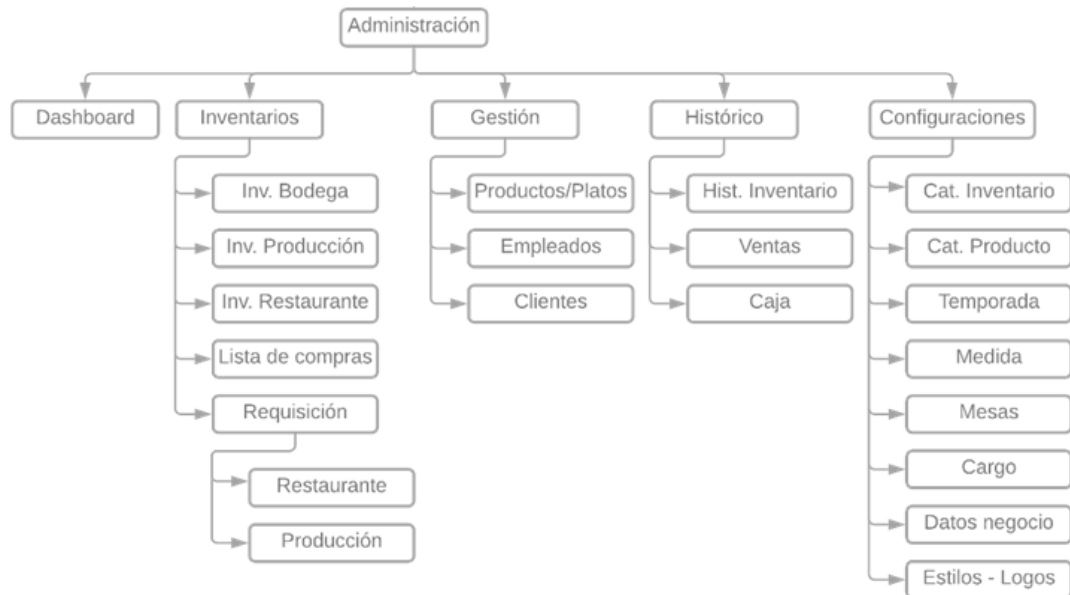 Administración
Dashboard
Inventarios
Gestión
Histórico
Configuraciones
Inv. Bodega
Inv. Producción
Inv. Restaurante
Lista de compras
Requisición
Restaurante
Producción
Productos/Platos
Empleados
Clientes
Hist. Inventario
Ventas
Caja
Cat. Inventario
Cat. Producto
Temporada
Medida
Mesas
Cargo
Datos negocio
Estilos - Logos